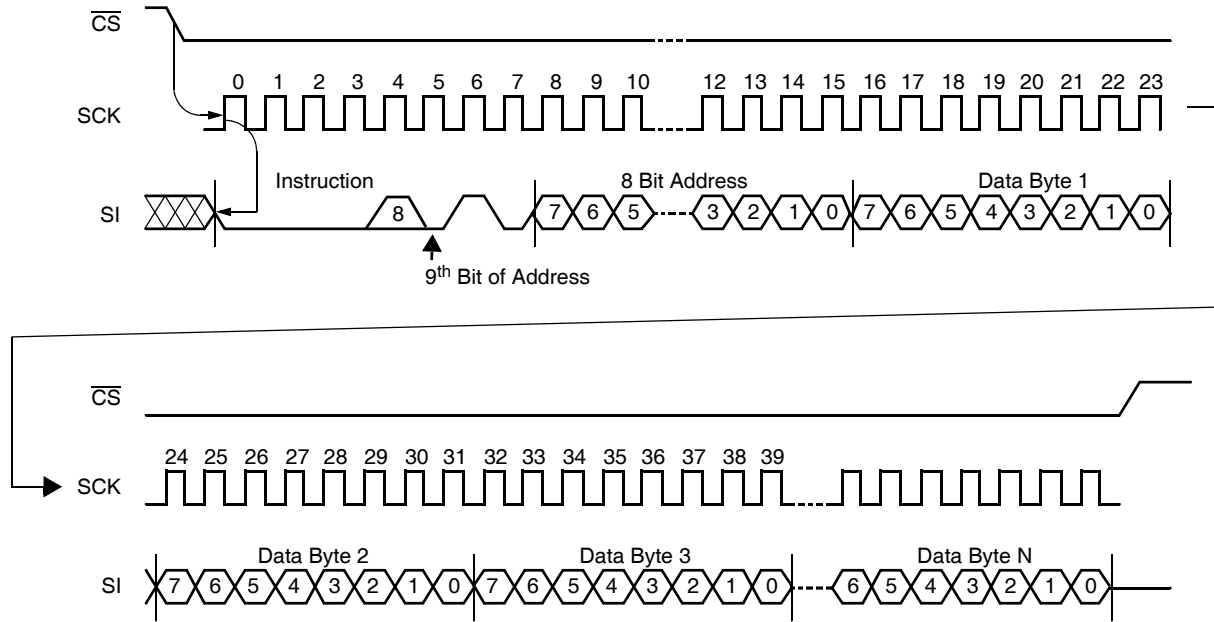 CS
0 1 2 3 4 5 6 7 8 9 10 12 13 14 15 16 17 18 19 20 21 22 23
SCK
Instruction 8 Bit Address Data Byte 1
SI 8 7 6 5 3 2 1 0 7 6 5 4 3 2 1 0
9th Bit of Address
CS
24 25 26 27 28 29 30 31 32 33 34 35 36 37 38 39
SCK
Data Byte 2 Data Byte 3 Data Byte N
SI 7 6 5 4 3 2 1 0 7 6 5 4 3 2 1 0 6 5 4 3 2 1 0